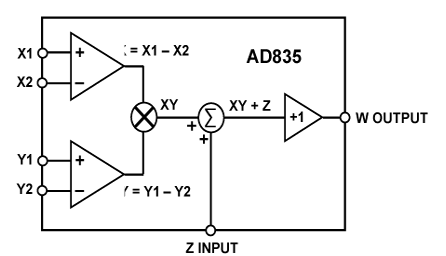 X1
+
= X1 – X2
AD835
X2
–
XY
Σ
XY + Z
+1
W OUTPUT
+
+
Y1
+
Y2
–
= Y1 – Y2
Z INPUT